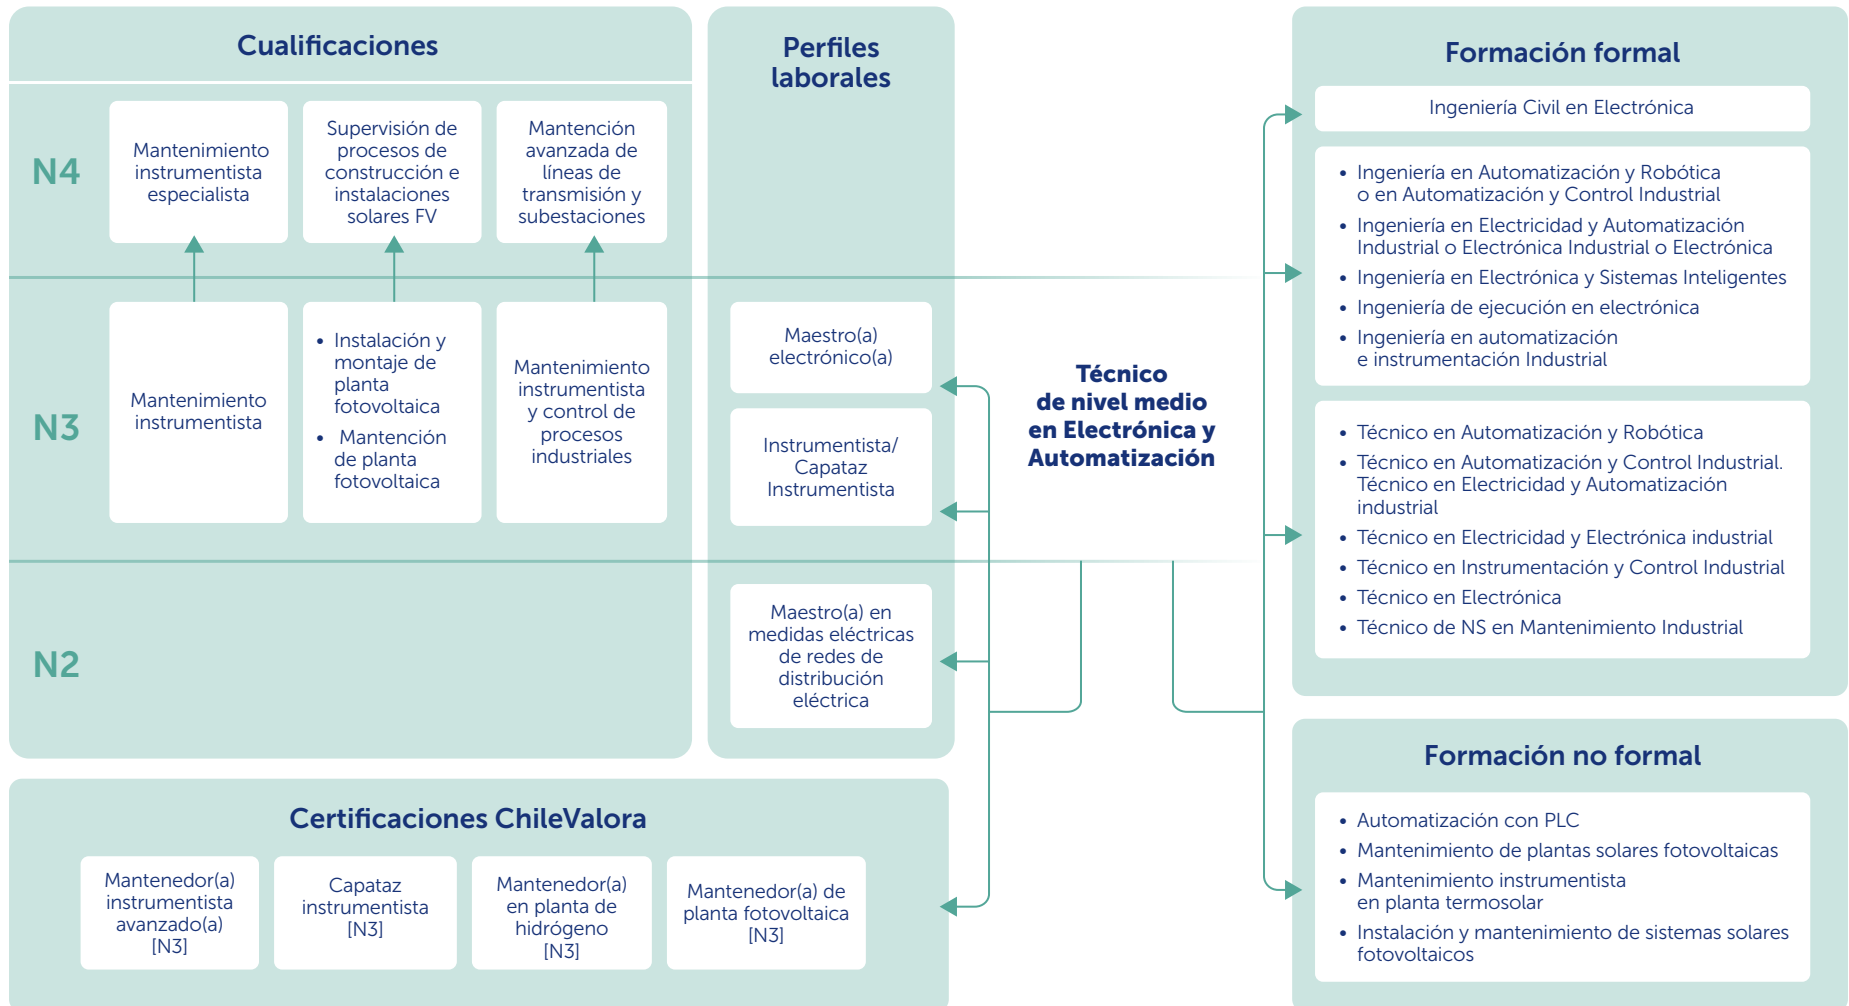 Cualificaciones
N4
Mantenimiento
instrumentista
especialista
Supervisión de
procesos de
construcción e
instalaciones
solares FV
Mantención
avanzada de
líneas de
transmisión y
subestaciones
N3
Mantenimiento
instrumentista
• Instalación y
montaje de
planta
fotovoltaica
• Mantención
de planta
fotovoltaica
Mantenimiento
instrumentista
y control de
procesos
industriales
N2
Perfiles
laborales
Maestro(a)
electrónico(a)
Instrumentista/
Capataz
Instrumentista
Maestro(a) en
medidas eléctricas
de redes de
distribución
eléctrica
Técnico
de nivel medio
en Electrónica y
Automatización
Formación formal
Ingeniería Civil en Electrónica
• Ingeniería en Automatización y Robótica
o en Automatización y Control Industrial
• Ingeniería en Electricidad y Automatización
Industrial o Electrónica Industrial o Electrónica
• Ingeniería en Electrónica y Sistemas Inteligentes
• Ingeniería de ejecución en electrónica
• Ingeniería en automatización
e instrumentación Industrial
• Técnico en Automatización y Robótica
• Técnico en Automatización y Control Industrial.
Técnico en Electricidad y Automatización
industrial
• Técnico en Electricidad y Electrónica industrial
• Técnico en Instrumentación y Control Industrial
• Técnico en Electrónica
• Técnico de NS en Mantenimiento Industrial
Formación no formal
• Automatización con PLC
• Mantenimiento de plantas solares fotovoltaicas
• Mantenimiento instrumentista
en planta termosolar
• Instalación y mantenimiento de sistemas solares
fotovoltaicos
Certificaciones ChileValora
Mantenedor(a)
instrumentista
avanzado(a)
[N3]
Capataz
instrumentista
[N3]
Mantenedor(a)
en planta de
hidrógeno
[N3]
Mantenedor(a) de
planta fotovoltaica
[N3]